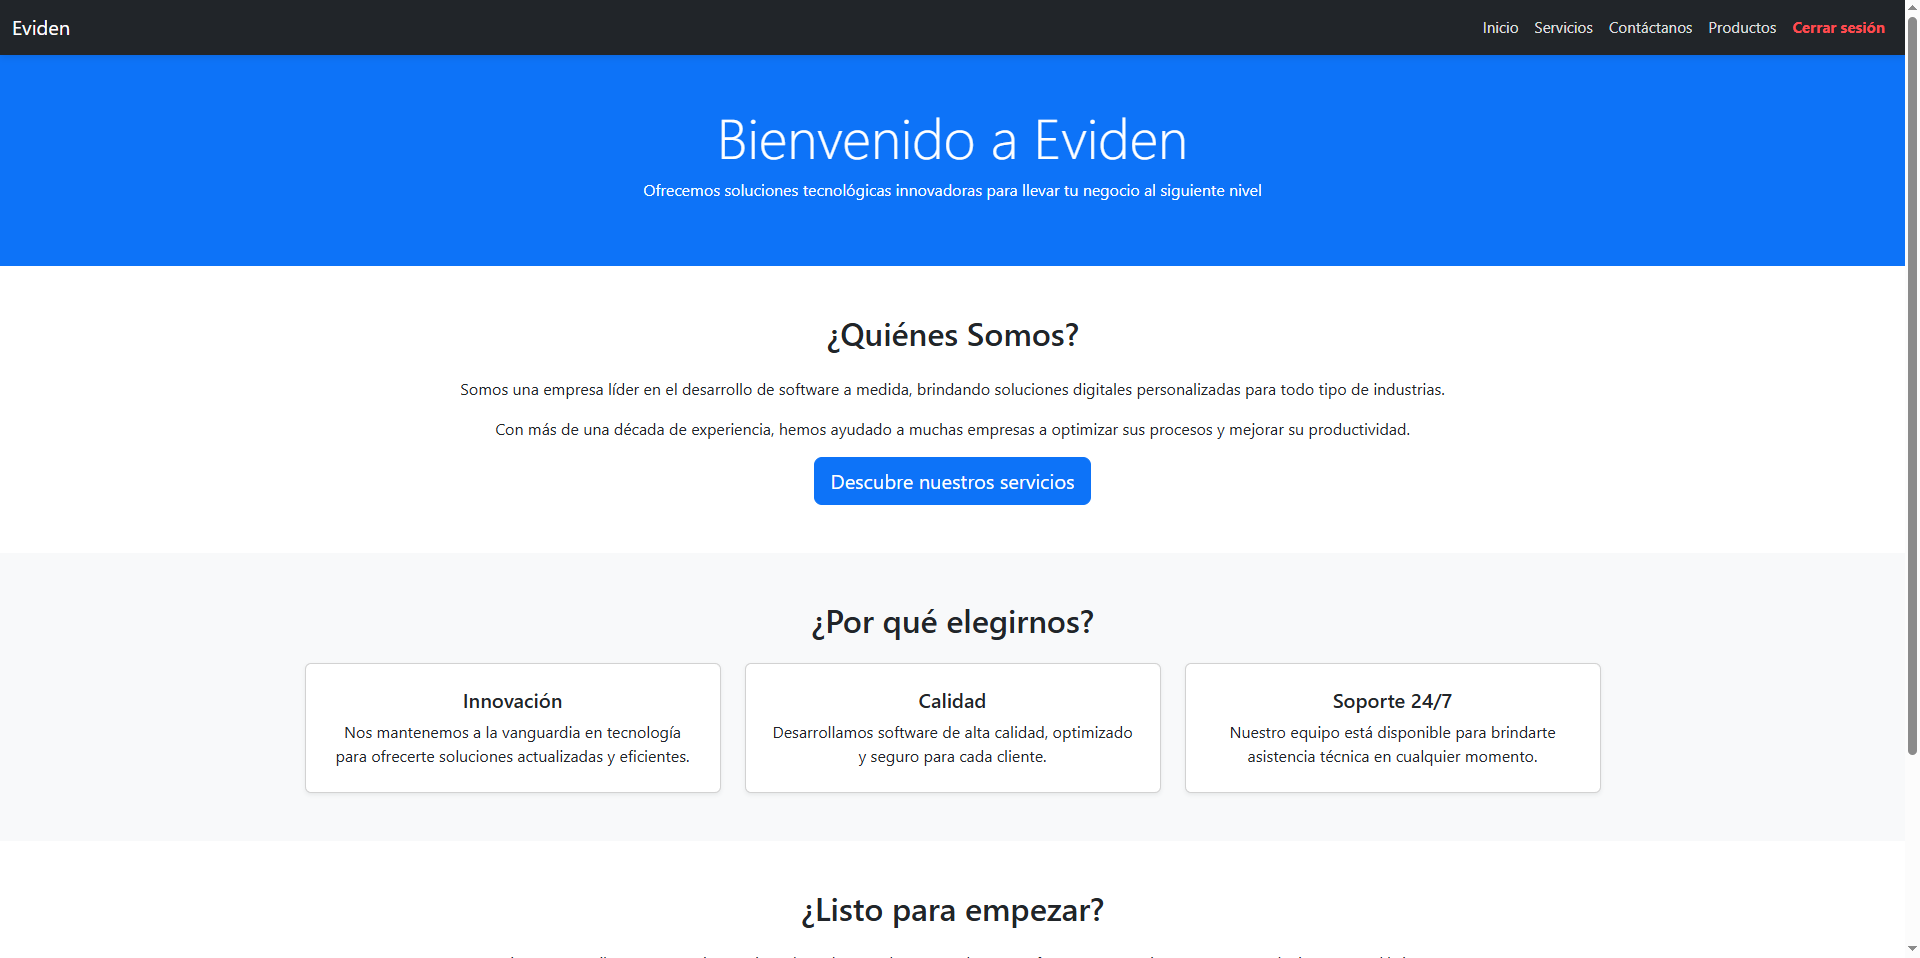 Eviden
Inicio Servicios Contáctanos Productos Cerrar sesión
Bienvenido a Eviden
Ofrecemos soluciones tecnológicas innovadoras para llevar tu negocio al siguiente nivel
¿Quiénes Somos?
Somos una empresa líder en el desarrollo de software a medida, brindando soluciones digitales personalizadas para todo tipo de industrias.
Con más de una década de experiencia, hemos ayudado a muchas empresas a optimizar sus procesos y mejorar su productividad.
Descubre nuestros servicios
¿Por qué elegirnos?
Innovación
Nos mantenemos a la vanguardia en tecnología
para ofrecerte soluciones actualizadas y eficientes.
Calidad
Desarrollamos software de alta calidad, optimizado
y seguro para cada cliente.
Soporte 24/7
Nuestro equipo está disponible para brindarte
asistencia técnica en cualquier momento.
¿Listo para empezar?